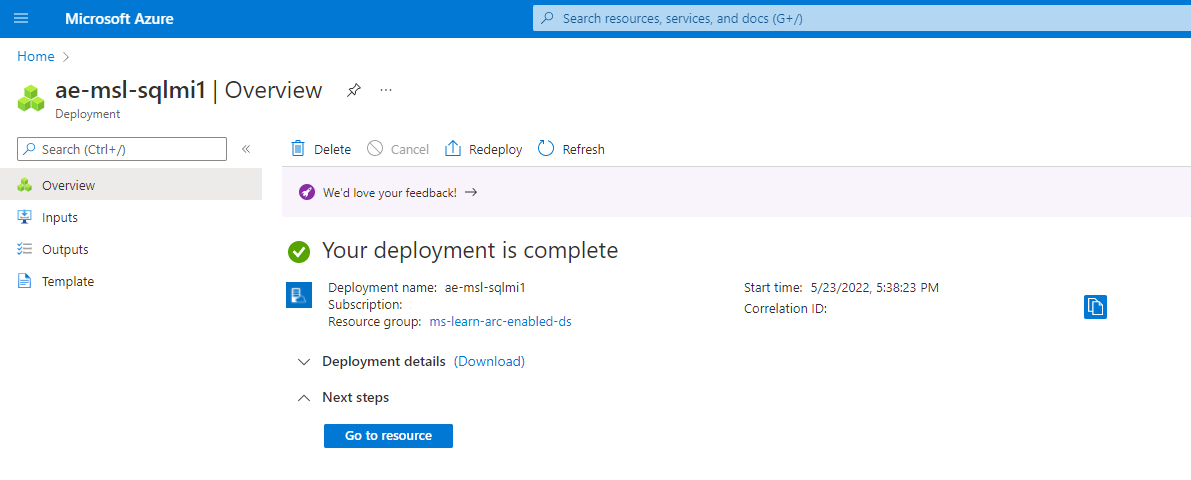 Microsoft Azure
Search resources, services, and docs (G+/)
Home
ae-msl-sqlmi1 | Overview
Deployment
Search (Ctrl+/)
Delete
Cancel
Redeploy
Refresh
Overview
Inputs
Outputs
Template
We'd love your feedback!
Your deployment is complete
Deployment name: ae-msl-sqlmi1
Subscription:
Resource group: ms-learn-arc-enabled-ds
Start time: 5/23/2022, 5:38:23 PM
Correlation ID:
Deployment details (Download)
Next steps
Go to resource